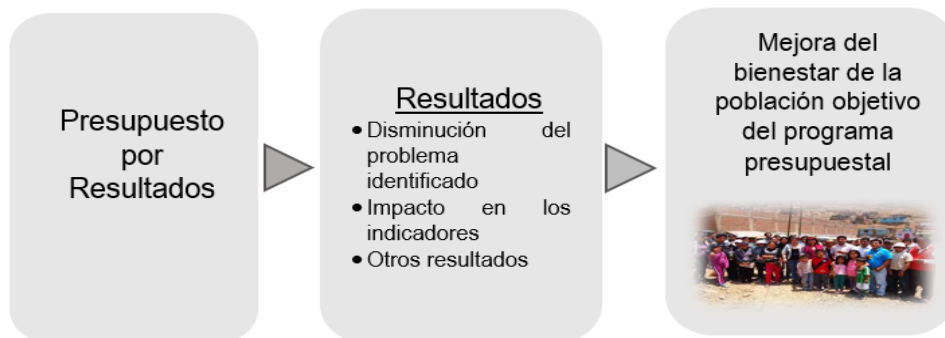 Presupuesto
por
Resultados
Resultados
• Disminución del
problema
identificado
• Impacto en los
indicadores
• Otros resultados
Mejora del
bienestar de la
población objetivo
del programa
presupuestal